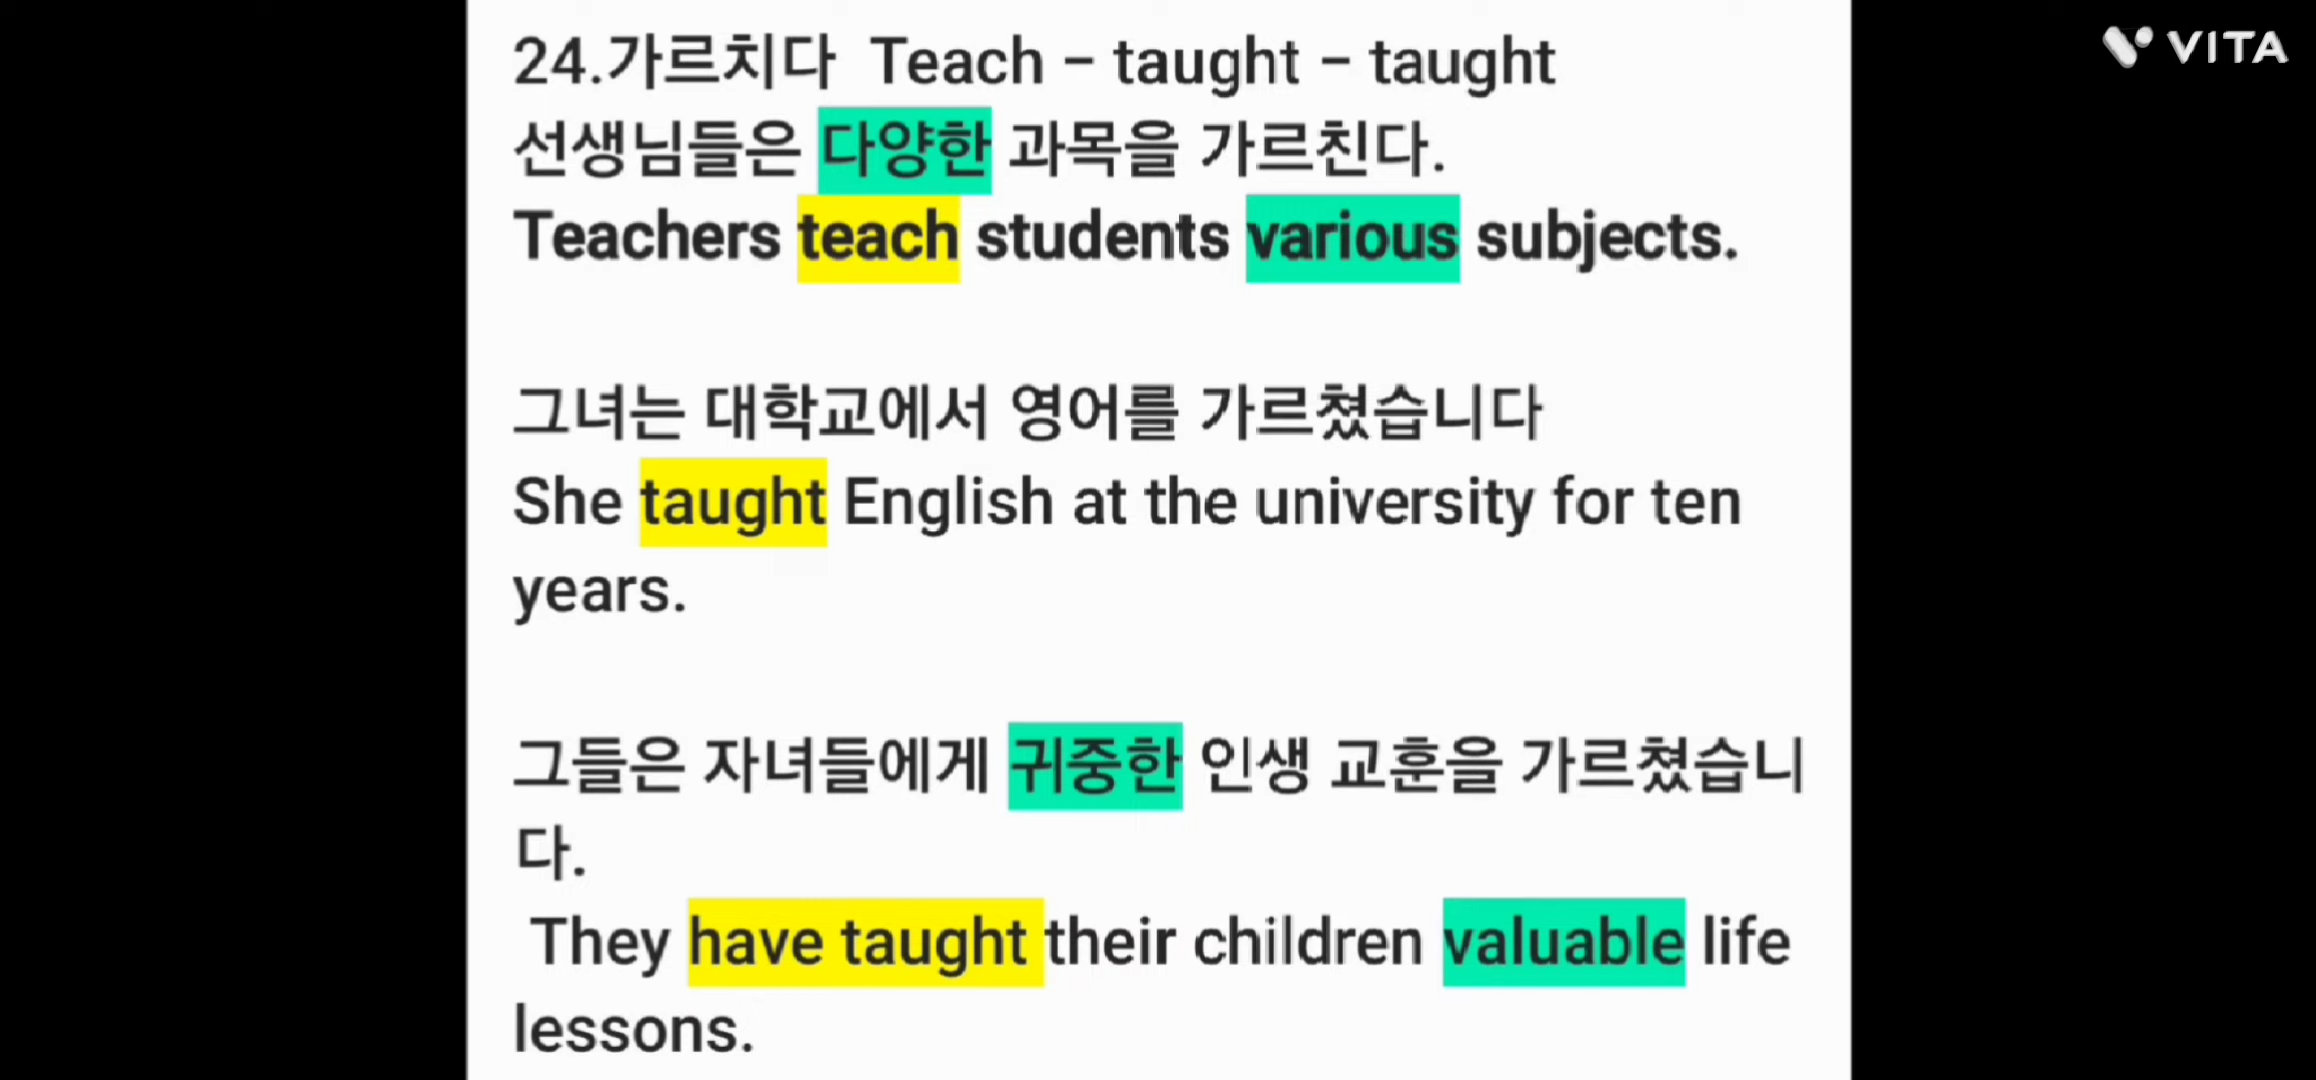 24.가르치다 Teach – taught – taught
VITA
선생님들은 다양한 과목을 가르친다.
Teachers teach students various subjects.
그녀는 대학교에서 영어를 가르쳤습니다
She taught English at the university for ten
years.
그들은 자녀들에게 귀중한 인생 교훈을 가르쳤습니
다.
They have taught their children valuable life
lessons.